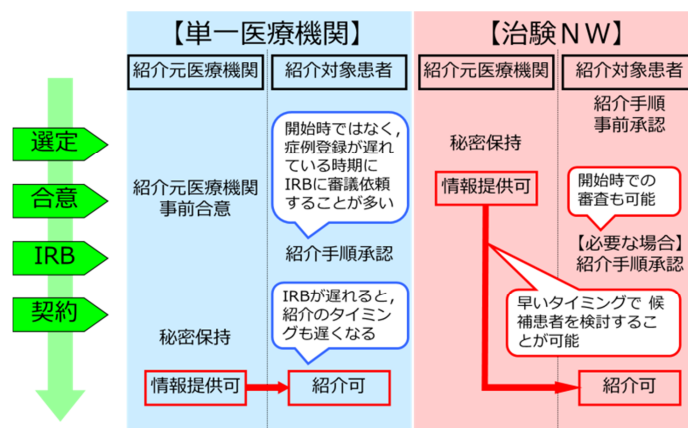 【単一医療機関】
【治験NW】
紹介元医療機関
紹介対象患者
紹介元医療機関
紹介対象患者
選定
合意
IRB
契約
紹介元医療機関
事前合意
秘密保持
情報提供可
開始時ではなく，
症例登録が遅れ
ている時期に
IRBに審議依頼
することが多い
紹介手順承認
IRBが遅れると，
紹介のタイミン
グも遅くなる
紹介可
秘密保持
情報提供可
紹介手順
事前承認
開始時での
審査も可能
【必要な場合】
紹介手順承認
早いタイミングで 候
補患者を検討するこ
とが可能
紹介可